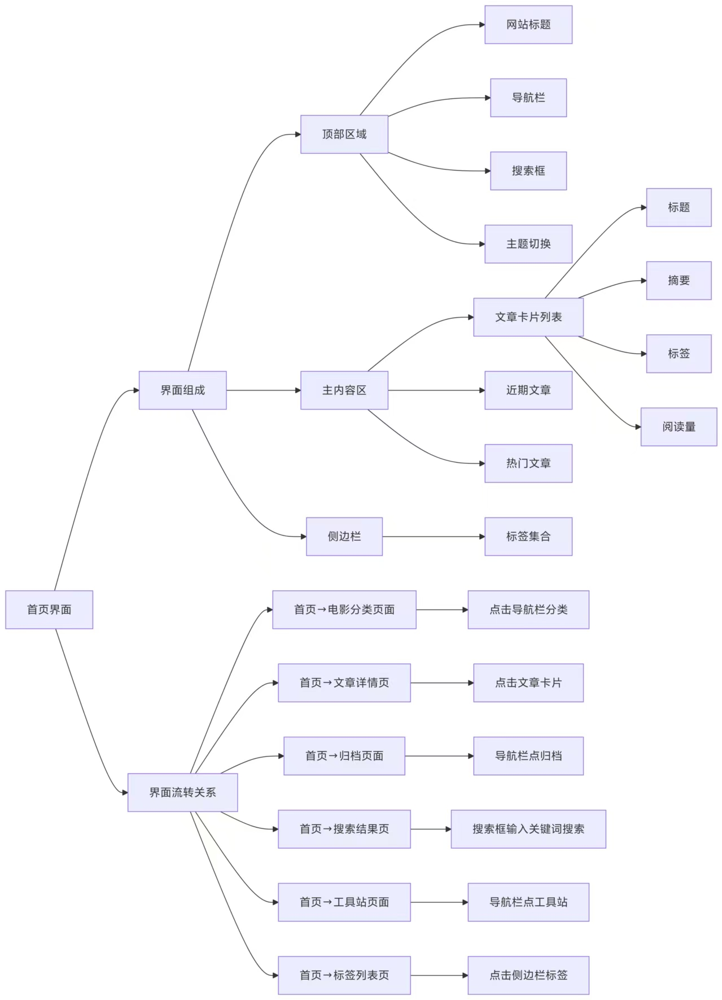 网站标题
导航栏
顶部区域
搜索框
标题
主题切换
摘要
文章卡片列表
标签
界面组成
主内容区
近期文章
阅读量
热门文章
侧边栏
标签集合
首页界面
首页→电影分类页面
点击导航栏分类
首页→文章详情页
点击文章卡片
首页→归档页面
导航栏点归档
界面流转关系
首页→搜索结果页
搜索框输入关键词搜索
首页→工具站页面
导航栏点工具站
首页→标签列表页
点击侧边栏标签